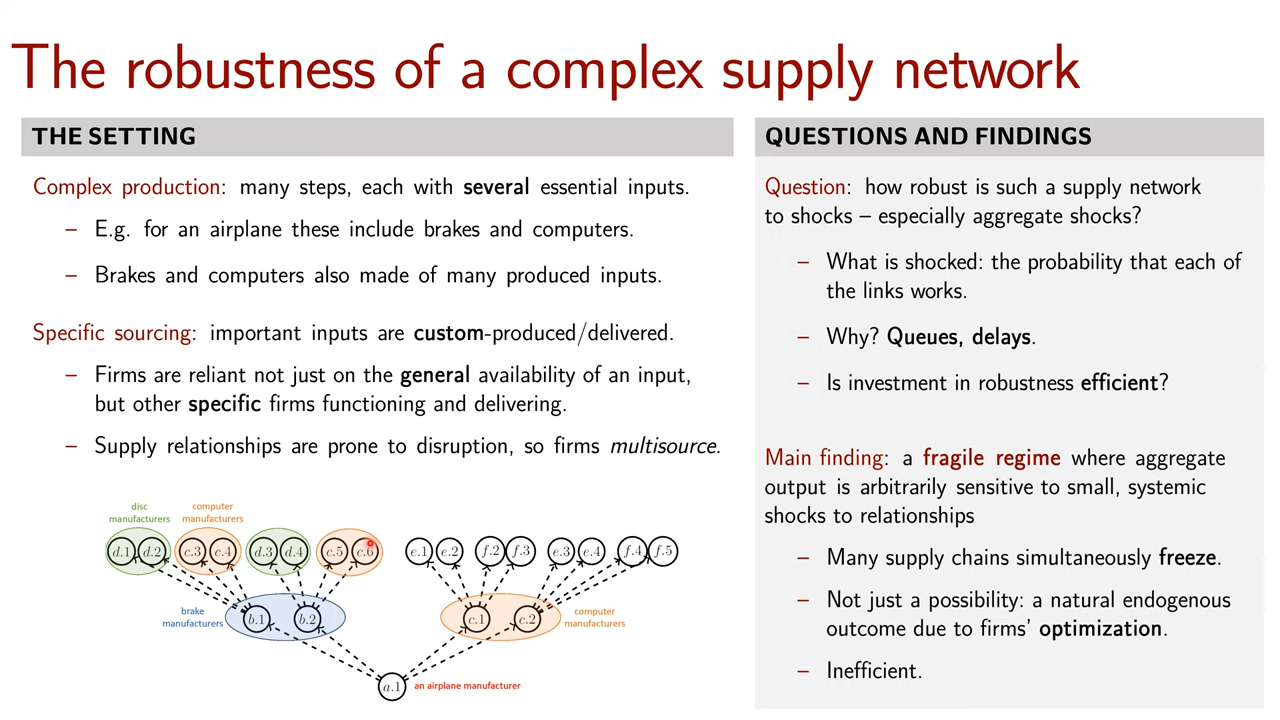 The robustness of a complex supply network
THE SETTING
Complex production: many steps, each with several essential inputs.
– E.g. for an airplane these include brakes and computers.
– Brakes and computers also made of many produced inputs.
Specific sourcing: important inputs are custom-produced/delivered.
– Firms are reliant not just on the general availability of an input,
but other specific firms functioning and delivering.
– Supply relationships are prone to disruption, so firms multisource.
disc
manufacturers
computer
manufacturers
d.1 d.2 c.3 c.4 d.3 d.4 c.5 c.6 e.1 e.2 f.2 f.3 e.3 e.4 f.4 f.5
brake
manufacturers
b.1 b.2 c.1 c.2
computer
manufacturers
a.1 an airplane manufacturer
QUESTIONS AND FINDINGS
Question: how robust is such a supply network
to shocks – especially aggregate shocks?
– What is shocked: the probability that each of
the links works.
– Why? Queues, delays.
– Is investment in robustness efficient?
Main finding: a fragile regime where aggregate
output is arbitrarily sensitive to small, systemic
shocks to relationships
– Many supply chains simultaneously freeze.
– Not just a possibility: a natural endogenous
outcome due to firms' optimization.
– Inefficient.